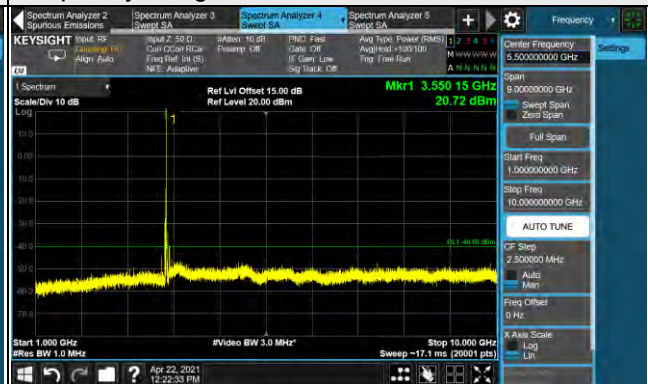 Spectrum Analyzer 2
Spurious Emissions
Spectrum Analyzer 3
Swept SA
Spectrum Analyzer 4
Swept SA
Spectrum Analyzer 5
Swept SA
+
Frequency
KEYSIGHT
Input: RF
Coupling: DC
Align: Auto
Input Z: 50 Ω
Corr CCorr RCal
Freq Ref: Int (S)
NFE: Adaptive
#Atten: 16 dB
Preamp: Off
PNO: Fast
Gate: Off
IF Gain: Low
Sig Track: Off
Avg Type: Power (RMS)
Avg|Hold: >100/100
Trig: Free Run
1 2 3 4 5 6
M W W W W W
A N N N N N
LXI
Center Frequency
5.500000000 GHz
Settings
Span
9.00000000 GHz
Swept Span
Zero Span
Full Span
Start Freq
1.000000000 GHz
Stop Freq
10.000000000 GHz
AUTO TUNE
CF Step
2.500000 MHz
Auto
Man
Freq Offset
0 Hz
X Axis Scale
Log
Lin
1 Spectrum
Scale/Div 10 dB
Ref Lvl Offset 15.00 dB
Ref Level 20.00 dBm
Mkr1 3.550 15 GHz
20.72 dBm
Log
1
10.0
0.00
-10.0
-20.0
-30.0
-40.0
-50.0
-60.0
-70.0
DL1 -40.00 dBm
Start 1.000 GHz
#Res BW 1.0 MHz
#Video BW 3.0 MHz*
Stop 10.000 GHz
Sweep ~17.1 ms (20001 pts)
?
Apr 22, 2021
12:22:33 PM